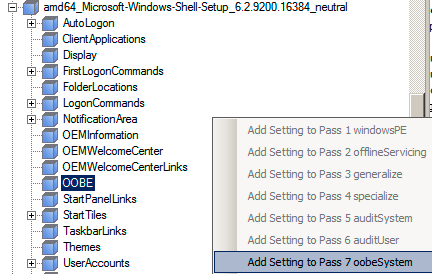 amd64_Microsoft-Windows-Shell-Setup_6.2.9200.16384_neutral
AutoLogon
ClientApplications
Display
FirstLogonCommands
FolderLocations
LogonCommands
NotificationArea
OEMInformation
OEMWelcomeCenter
OEMWelcomeCenterLinks
OOBE
StartPanelLinks
StartTiles
TaskbarLinks
Themes
UserAccounts
Add Setting to Pass 1 windowsPE
Add Setting to Pass 2 offlineServicing
Add Setting to Pass 3 generalize
Add Setting to Pass 4 specialize
Add Setting to Pass 5 auditSystem
Add Setting to Pass 6 auditUser
Add Setting to Pass 7 oobeSystem